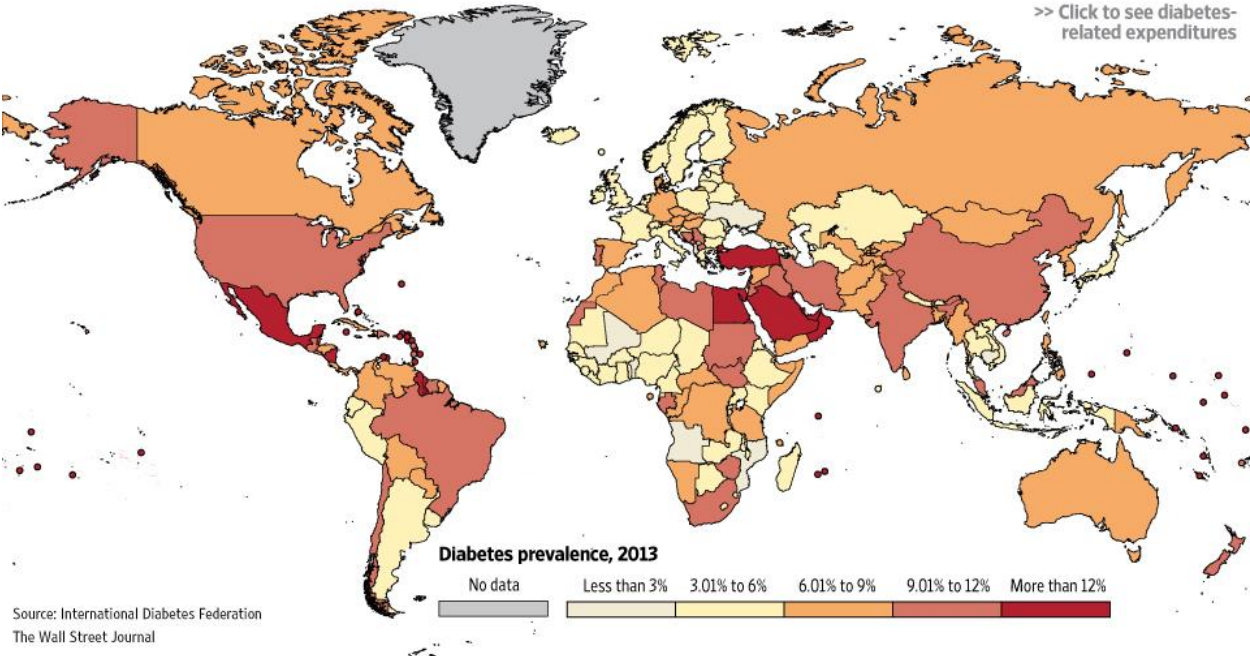 >> Click to see diabetes-
related expenditures
Diabetes prevalence, 2013
No data
Less than 3%
3.01% to 6%
6.01% to 9%
9.01% to 12%
More than 12%
Source: International Diabetes Federation
The Wall Street Journal